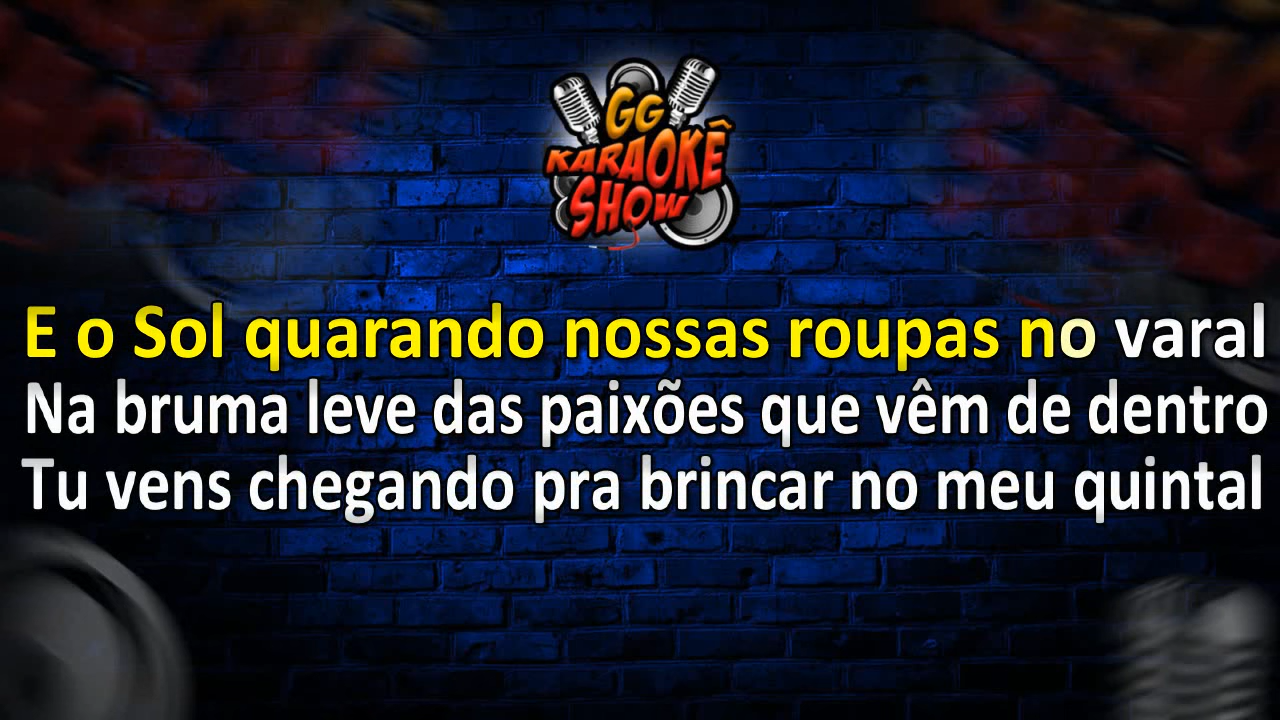 GG
KARAOKÊ
SHOW
E o Sol quarando nossas roupas no varal
Na bruma leve das paixões que vêm de dentro
Tu vens chegando pra brincar no meu quintal